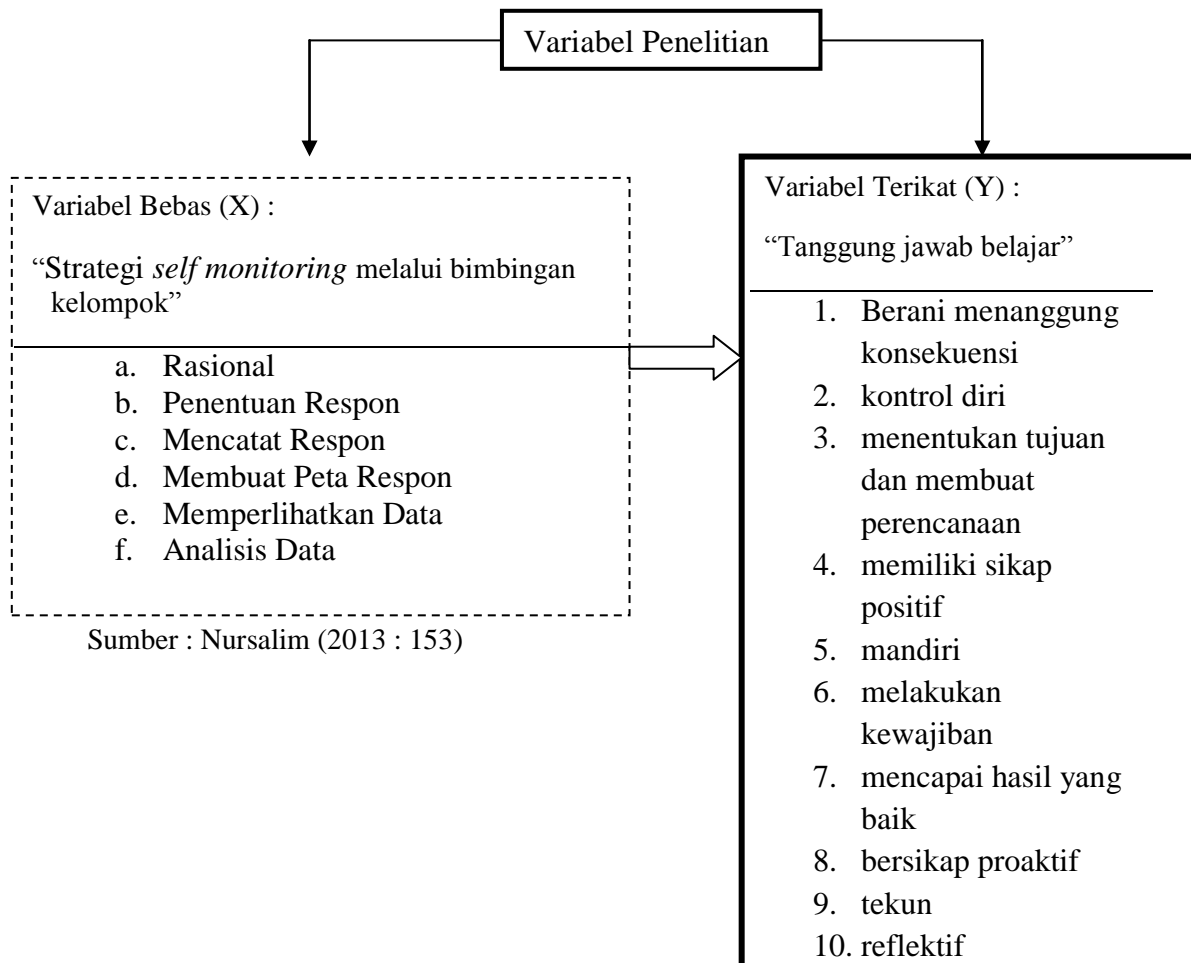 Variabel Penelitian
Variabel Bebas (X) :
“Strategi self monitoring melalui bimbingan
kelompok”
a. Rasional
b. Penentuan Respon
c. Mencatat Respon
d. Membuat Peta Respon
e. Memperlihatkan Data
f. Analisis Data
Sumber : Nursalim (2013 : 153)
Variabel Terikat (Y) :
“Tanggung jawab belajar”
1. Berani menanggung
konsekuensi
2. kontrol diri
3. menentukan tujuan
dan membuat
perencanaan
4. memiliki sikap
positif
5. mandiri
6. melakukan
kewajiban
7. mencapai hasil yang
baik
8. bersikap proaktif
9. tekun
10. reflektif